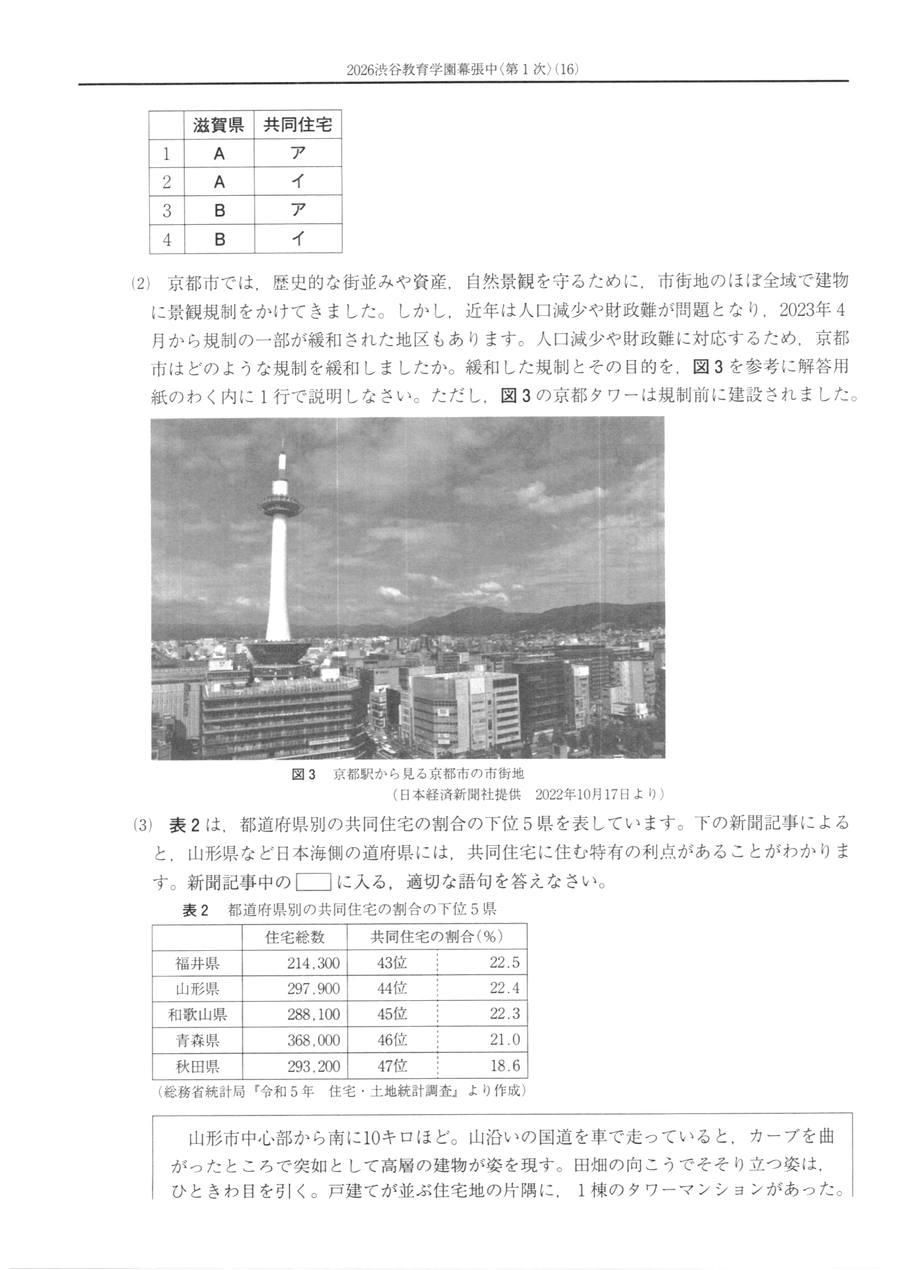 2026渋谷教育学園幕張中〈第1次〉(16)
滋賀県 共同住宅
1 A ア
2 A イ
3 B ア
4 B イ
(2) 京都市では，歴史的な街並みや資産，自然景観を守るために，市街地のほぼ全域で建物
に景観規制をかけてきました。しかし，近年は人口減少や財政難が問題となり，2023年4
月から規制の一部が緩和された地区もあります。人口減少や財政難に対応するため，京都
市はどのような規制を緩和しましたか。緩和した規制とその目的を，図3を参考に解答用
紙のわく内に1行で説明しなさい。ただし，図3の京都タワーは規制前に建設されました。
図3 京都駅から見る京都市の市街地
（日本経済新聞社提供 2022年10月17日より）
(3) 表2は，都道府県別の共同住宅の割合の下位5県を表しています。下の新聞記事による
と，山形県など日本海側の道府県には，共同住宅に住む特有の利点があることがわかりま
す。新聞記事中の□に入る，適切な語句を答えなさい。
表2 都道府県別の共同住宅の割合の下位5県
住宅総数 共同住宅の割合(％)
福井県 214,300 43位 22.5
山形県 297,900 44位 22.4
和歌山県 288,100 45位 22.3
青森県 368,000 46位 21.0
秋田県 293,200 47位 18.6
（総務省統計局『令和5年 住宅・土地統計調査』より作成）
山形市中心部から南に10キロほど。山沿いの国道を車で走っていると，カーブを曲
がったところで突如として高層の建物が姿を現す。田畑の向こうでそそり立つ姿は，
ひときわ目を引く。戸建てが並ぶ住宅地の片隅に，1棟のタワーマンションがあった。